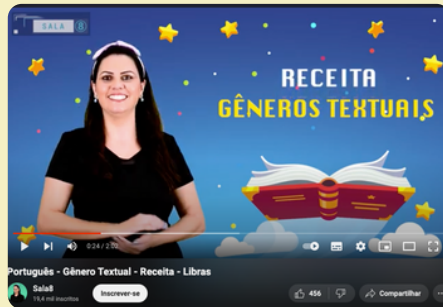 SALA 8
RECEITA
GÊNEROS TEXTUAIS
0:24 / 2:02
Português - Gênero Textual - Receita - Libras
Sala8
19,4 mil inscritos
Inscrever-se
456
Compartilhar